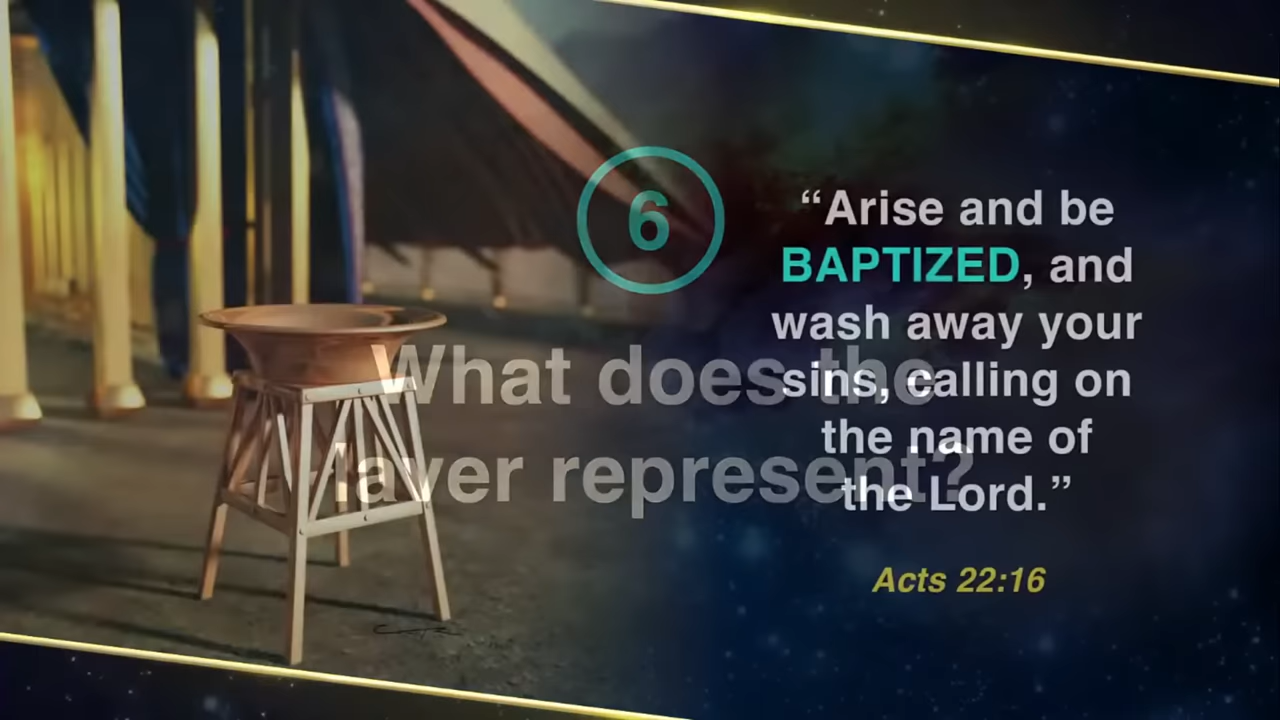 6
What does the
laver represent?
“Arise and be
BAPTIZED, and
wash away your
sins, calling on
the name of
the Lord.”
Acts 22:16